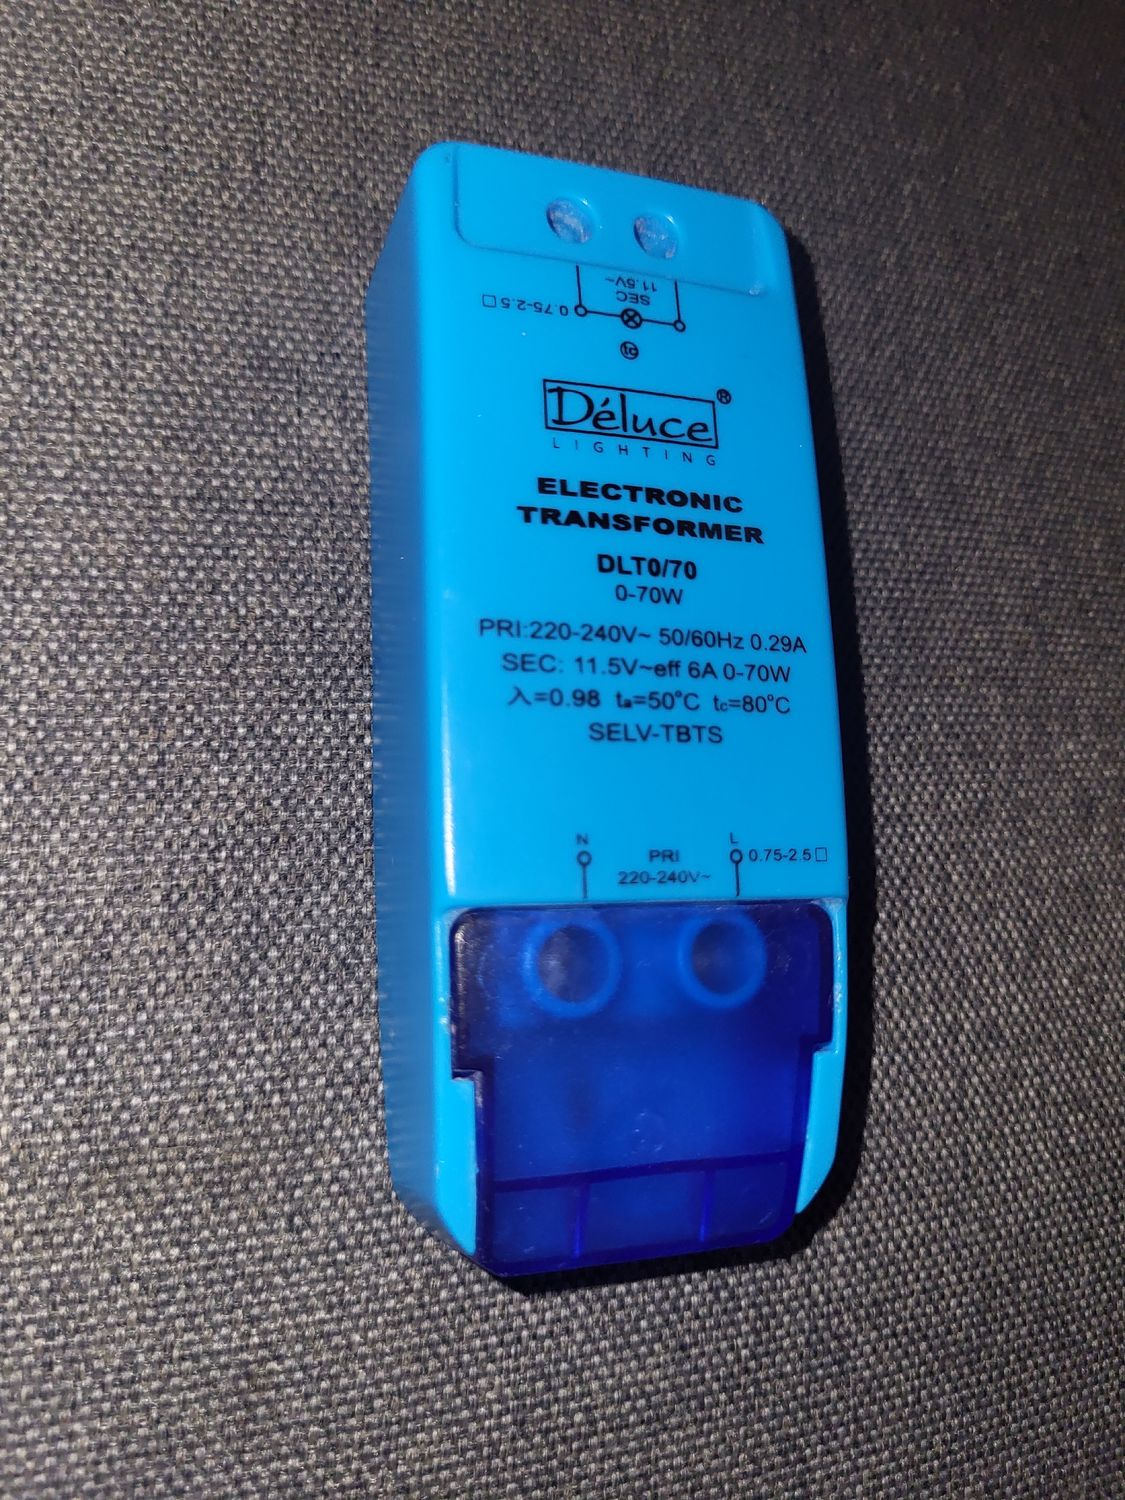 11.5V~
SEC
0.75-2.5
tc
Déluce®
LIGHTING
ELECTRONIC
TRANSFORMER
DLT0/70
0-70W
PRI:220-240V~ 50/60Hz 0.29A
SEC: 11.5V~eff 6A 0-70W
λ=0.98 ta=50°C tc=80°C
SELV-TBTS
N PRI L 0.75-2.5
220-240V~